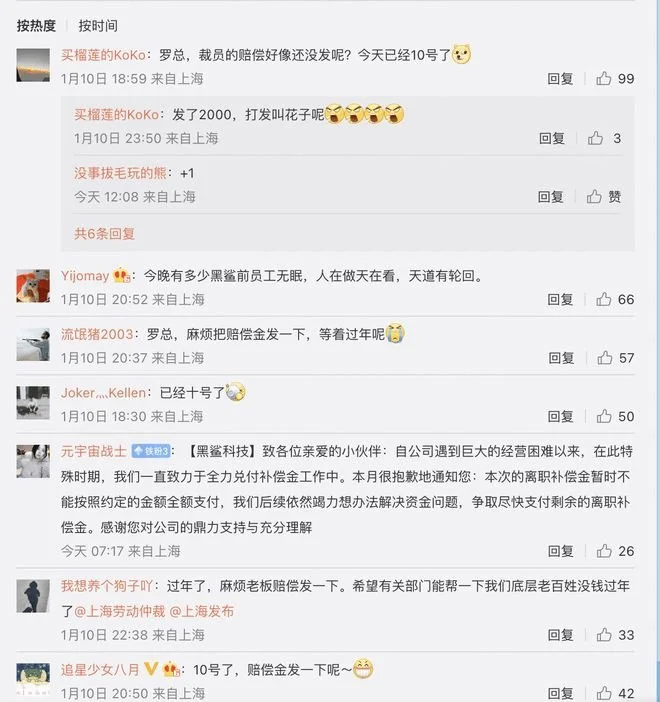 按热度 按时间
买榴莲的KoKo：罗总，裁员的赔偿好像还没发呢？今天已经10号了
1月10日 18:59 来自上海 回复 99
买榴莲的KoKo：发了2000，打发叫花子呢
1月10日 23:50 来自上海 回复 3
没事拔毛玩的熊：+1
今天 12:08 来自上海 回复 赞
共6条回复
Yijomay：今晚有多少黑鲨前员工无眠，人在做天在看，天道有轮回。
1月10日 20:52 来自上海 回复 66
流氓猪2003：罗总，麻烦把赔偿金发一下，等着过年呢
1月10日 20:37 来自上海 回复 57
Joker灬Kellen：已经十号了
1月10日 18:30 来自上海 回复 50
元宇宙战士 铁粉3：【黑鲨科技】致各位亲爱的小伙伴：自公司遇到巨大的经营困难以来，在此特
殊时期，我们一直致力于全力兑付补偿金工作中。本月很抱歉地通知您：本次的离职补偿金暂时不
能按照约定的金额全额支付，我们后续依然竭力想办法解决资金问题，争取尽快支付剩余的离职补
偿金。感谢您对公司的鼎力支持与充分理解
今天 07:17 来自上海 回复 26
我想养个狗子吖：过年了，麻烦老板赔偿发一下。希望有关部门能帮一下我们底层老百姓没钱过年
了@上海劳动仲裁 @上海发布
1月10日 22:38 来自上海 回复 33
追星少女八月：10号了，赔偿金发一下呢～
1月10日 20:50 来自上海 回复 42